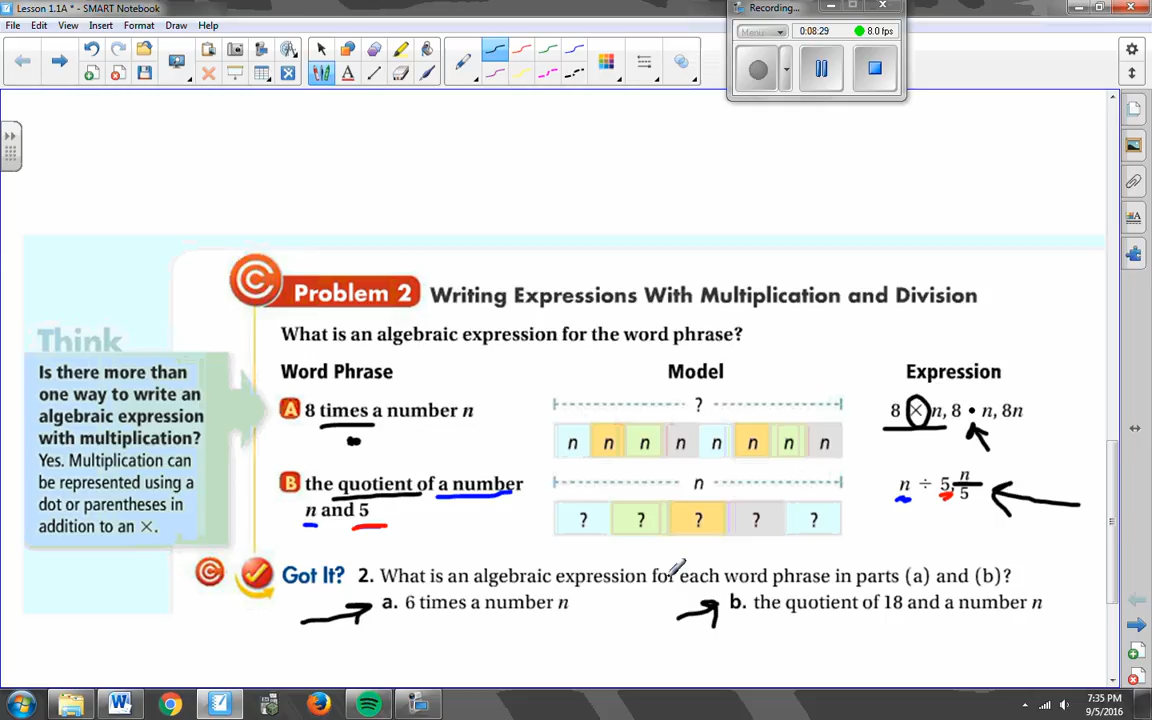 Lesson 1.1A * - SMART Notebook
Recording...
File Edit View Insert Format Draw Help
Menu 0:08:29 8.0 fps
C Problem 2 Writing Expressions With Multiplication and Division
What is an algebraic expression for the word phrase?
Think
Is there more than
one way to write an
algebraic expression
with multiplication?
Yes. Multiplication can
be represented using a
dot or parentheses in
addition to an ×.
Word Phrase Model Expression
A 8 times a number n
?
n n n n n n n n
8 × n, 8 • n, 8n
B the quotient of a number
n and 5
n
? ? ? ? ?
n ÷ 5, n/5
C Got It? 2. What is an algebraic expression for each word phrase in parts (a) and (b)?
a. 6 times a number n b. the quotient of 18 and a number n
7:35 PM
9/5/2016